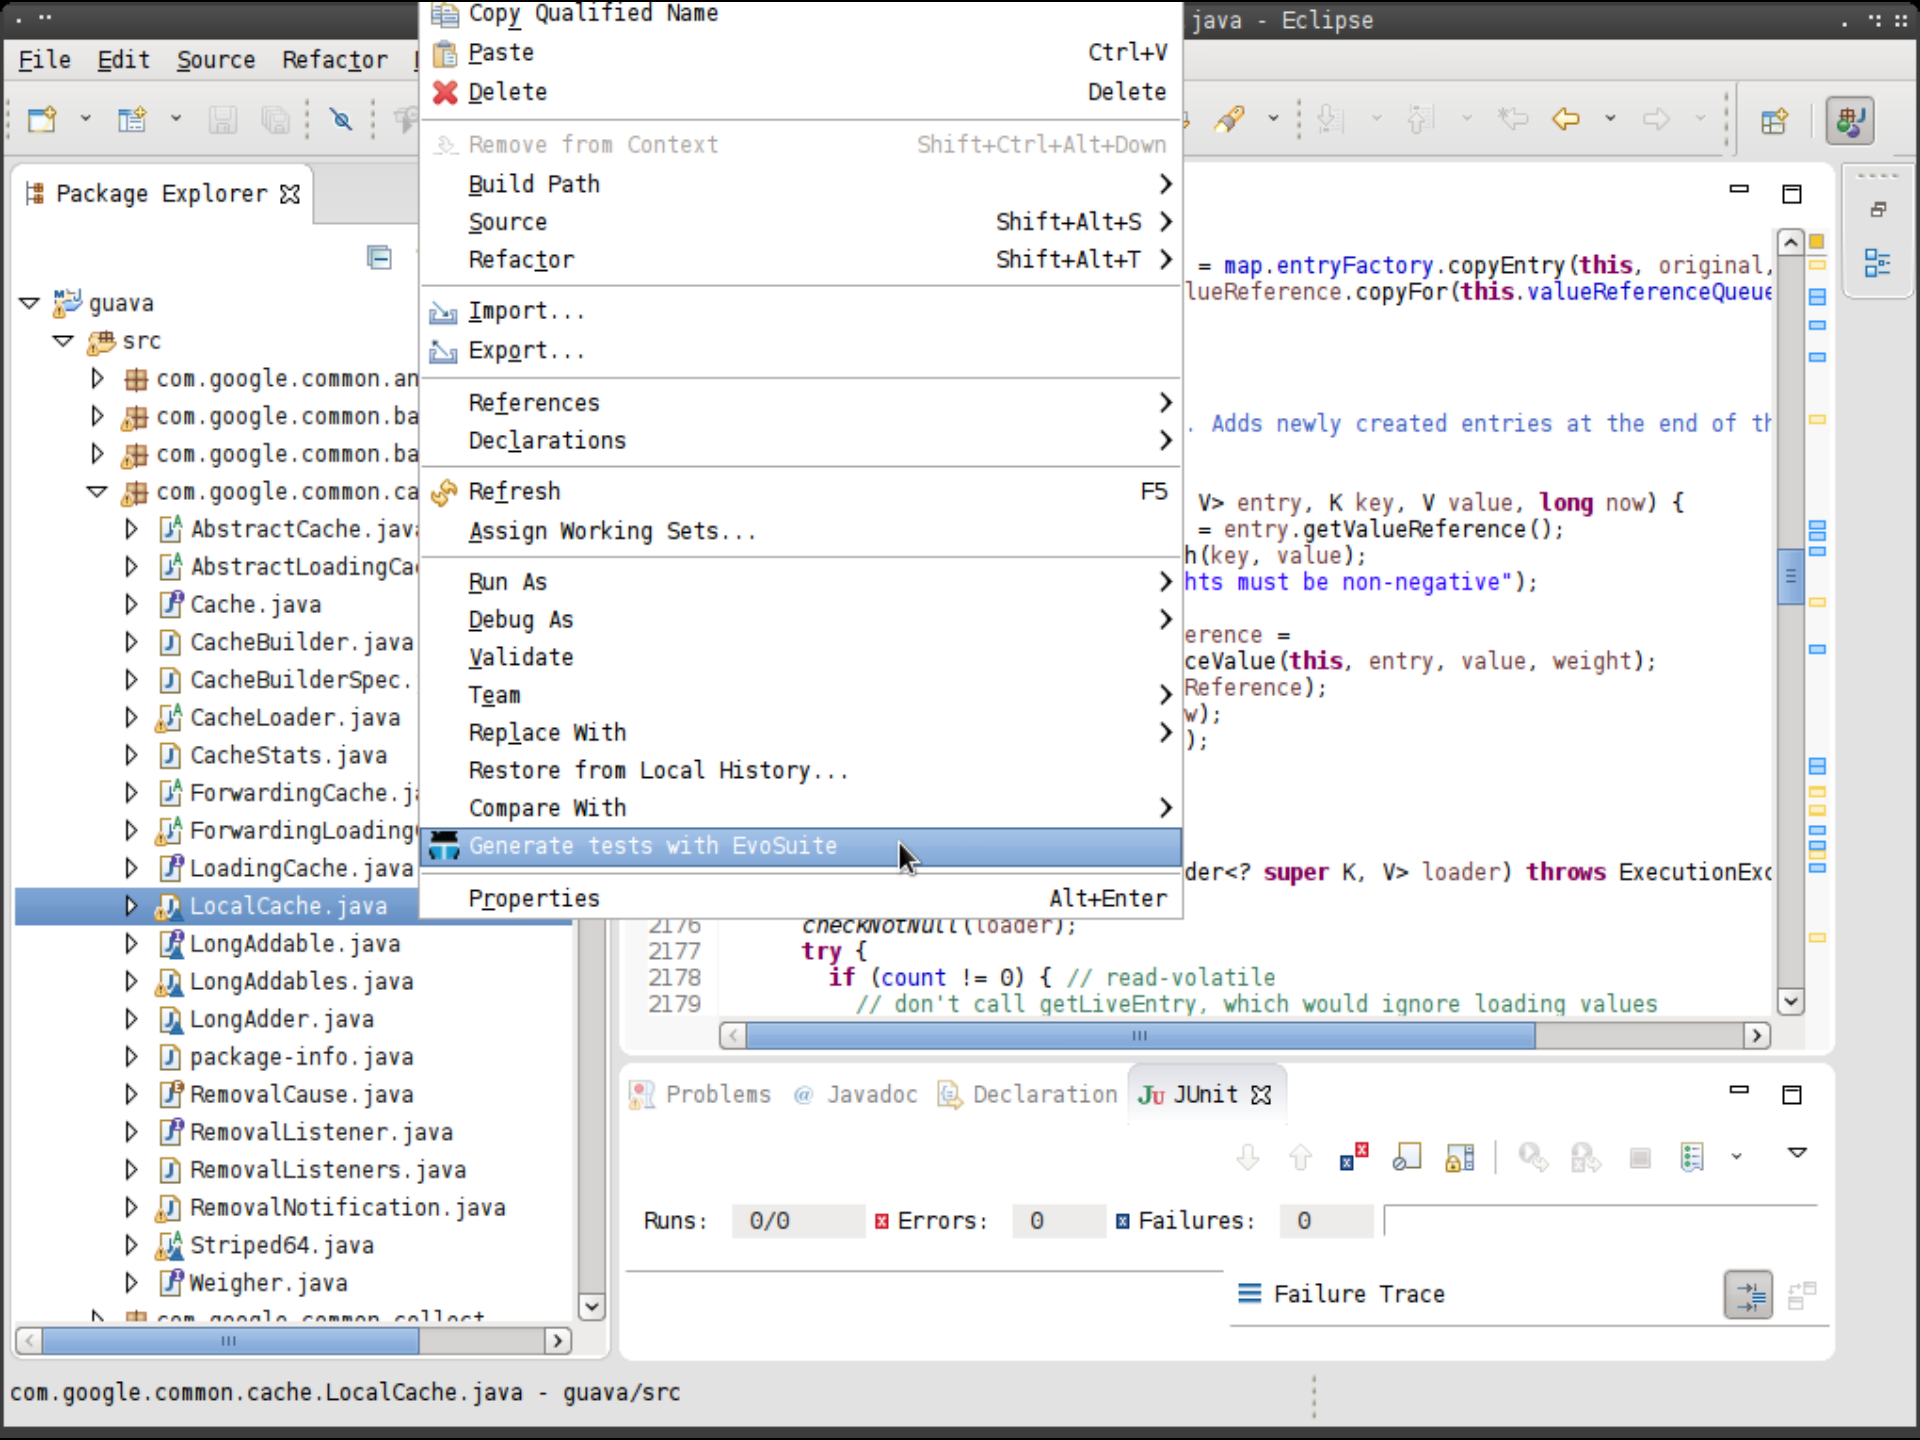 java - Eclipse
File Edit Source Refactor
Copy Qualified Name
Paste Ctrl+V
Delete Delete
Remove from Context Shift+Ctrl+Alt+Down
Build Path
Source Shift+Alt+S
Refactor Shift+Alt+T
Import...
Export...
References
Declarations
Refresh F5
Assign Working Sets...
Run As
Debug As
Validate
Team
Replace With
Restore from Local History...
Compare With
Generate tests with EvoSuite
Properties Alt+Enter
Package Explorer
guava
src
com.google.common.an
com.google.common.ba
com.google.common.ba
com.google.common.ca
AbstractCache.java
AbstractLoadingCa
Cache.java
CacheBuilder.java
CacheBuilderSpec.
CacheLoader.java
CacheStats.java
ForwardingCache.ja
ForwardingLoading
LoadingCache.java
LocalCache.java
LongAddable.java
LongAddables.java
LongAdder.java
package-info.java
RemovalCause.java
RemovalListener.java
RemovalListeners.java
RemovalNotification.java
Striped64.java
Weigher.java
com.google.common.collect
= map.entryFactory.copyEntry(this, original,
lueReference.copyFor(this.valueReferenceQueue
. Adds newly created entries at the end of th
V> entry, K key, V value, long now) {
= entry.getValueReference();
h(key, value);
hts must be non-negative");
erence =
ceValue(this, entry, value, weight);
Reference);
w);
);
der<? super K, V> loader) throws ExecutionExc
2176 checkNotNull(loader);
2177 try {
2178 if (count != 0) { // read-volatile
2179 // don't call getLiveEntry, which would ignore loading values
Problems @ Javadoc Declaration JU JUnit
Runs: 0/0 Errors: 0 Failures: 0
Failure Trace
com.google.common.cache.LocalCache.java - guava/src